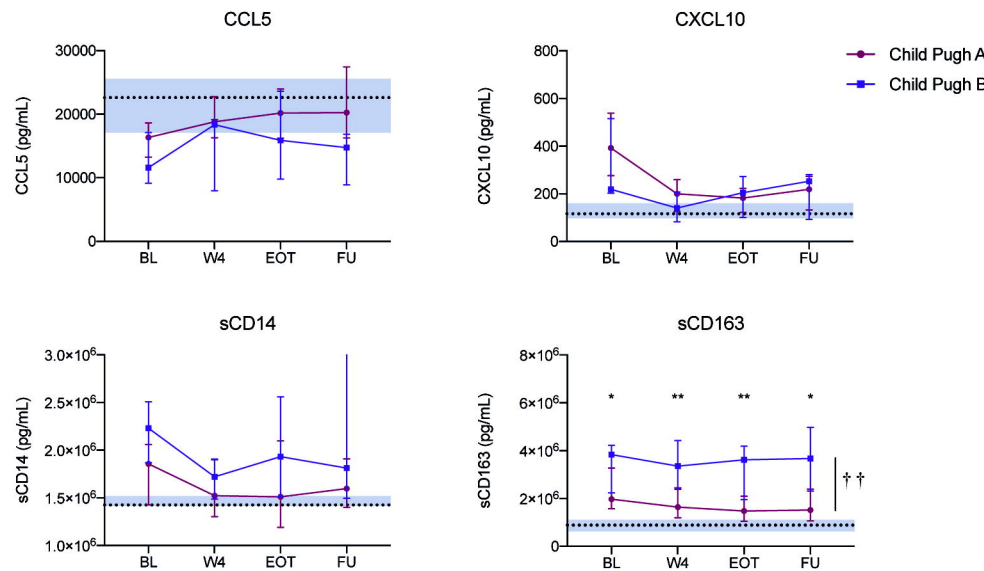 CCL5
CCL5 (pg/mL)
30000
20000
10000
0
BL W4 EOT FU
CXCL10
CXCL10 (pg/mL)
800
600
400
200
0
BL W4 EOT FU
Child Pugh A
Child Pugh B
sCD14
sCD14 (pg/mL)
3.0×10⁶
2.5×10⁶
2.0×10⁶
1.5×10⁶
1.0×10⁶
BL W4 EOT FU
sCD163
sCD163 (pg/mL)
8×10⁶
6×10⁶
4×10⁶
2×10⁶
0
* ** ** *
††
BL W4 EOT FU